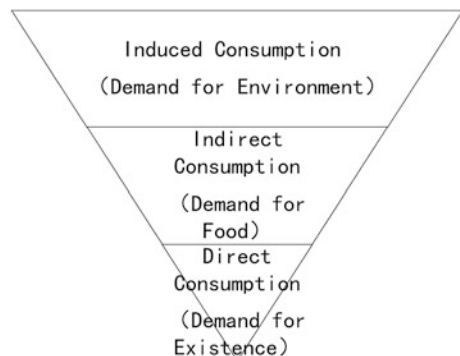 Induced Consumption
(Demand for Environment)
Indirect
Consumption
(Demand for
Food)
Direct
Consumption
(Demand for
Existence)